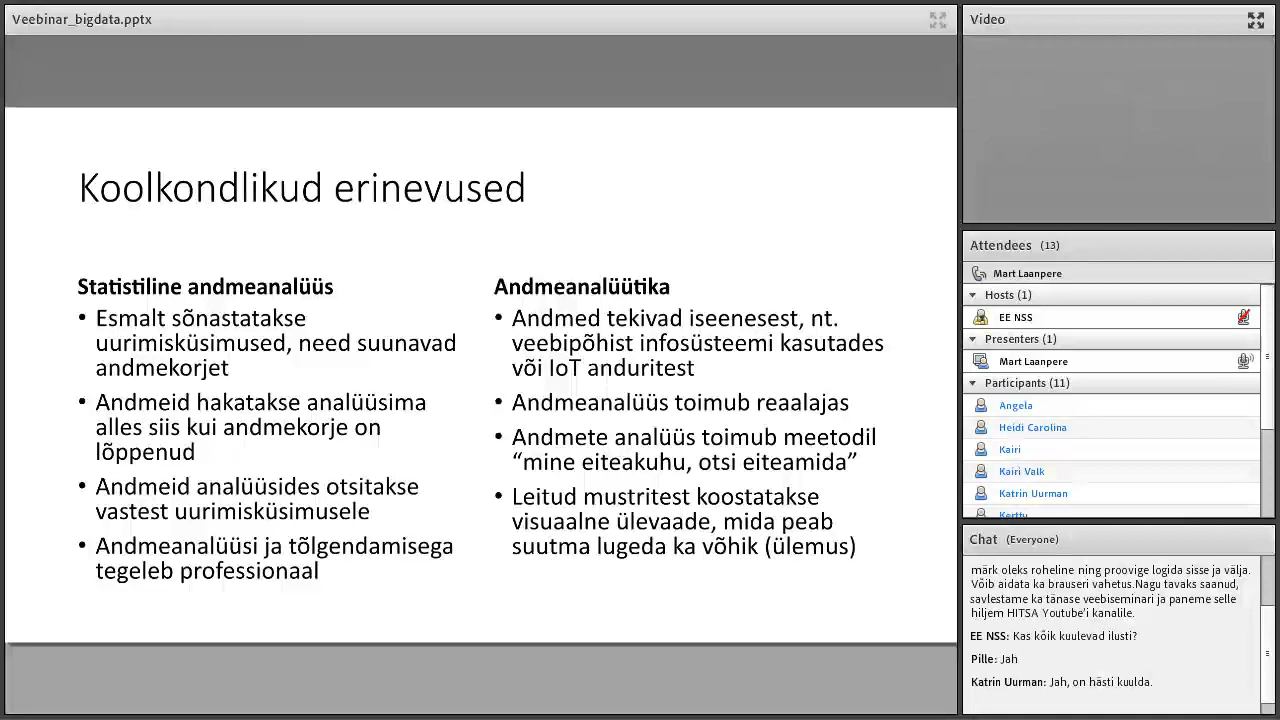 Veebinar_bigdata.pptx
Koolkondlikud erinevused
Statistiline andmeanalüüs
• Esmalt sõnastatakse
uurimisküsimused, need suunavad
andmekorjet
• Andmeid hakatakse analüüsima
alles siis kui andmekorje on
lõppenud
• Andmeid analüüsides otsitakse
vastest uurimisküsimusele
• Andmeanalüüsi ja tõlgendamisega
tegeleb professionaal
Andmeanalüütika
• Andmed tekivad iseenesest, nt.
veebipõhist infosüsteemi kasutades
või IoT anduritest
• Andmeanalüüs toimub reaalajas
• Andmete analüüs toimub meetodil
“mine eiteakuhu, otsi eiteamida”
• Leitud mustritest koostatakse
visuaalne ülevaade, mida peab
suutma lugeda ka võhik (ülemus)
Video
Attendees (13)
Mart Laanpere
Hosts (1)
EE NSS
Presenters (1)
Mart Laanpere
Participants (11)
Angela
Heidi Carolina
Kairi
Kairi Valk
Katrin Uurman
Kerttu
Chat (Everyone)
märk oleks roheline ning proovige logida sisse ja välja.
Võib aidata ka brauseri vahetus.Nagu tavaks saanud,
savlestame ka tänase veebiseminari ja paneme selle
hiljem HITSA Youtube'i kanalile.
EE NSS: Kas kõik kuulevad ilusti?
Pille: Jah
Katrin Uurman: Jah, on hästi kuulda.